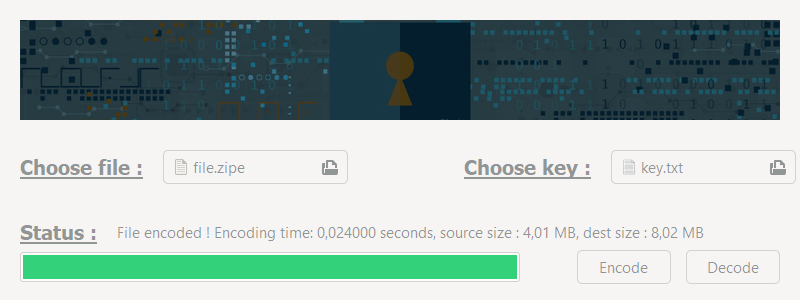 Choose file : file.zipe Choose key : key.txt
Status : File encoded ! Encoding time: 0,024000 seconds, source size : 4,01 MB, dest size : 8,02 MB
Encode Decode